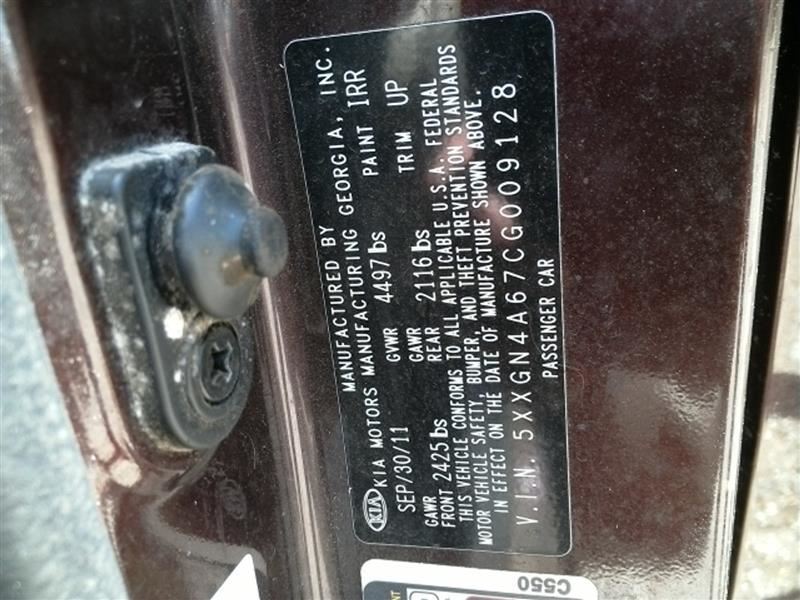 MANUFACTURED BY
KIA KIA MOTORS MANUFACTURING GEORGIA, INC.
SEP/30/11 GVWR 4497lbs PAINT IRR
GAWR FRONT 2425lbs GAWR REAR 2116lbs TRIM UP
THIS VEHICLE CONFORMS TO ALL APPLICABLE U.S.A. FEDERAL
MOTOR VEHICLE SAFETY, BUMPER, AND THEFT PREVENTION STANDARDS
IN EFFECT ON THE DATE OF MANUFACTURE SHOWN ABOVE.
V.I.N. 5XXGN4A67CG009128
PASSENGER CAR
C550